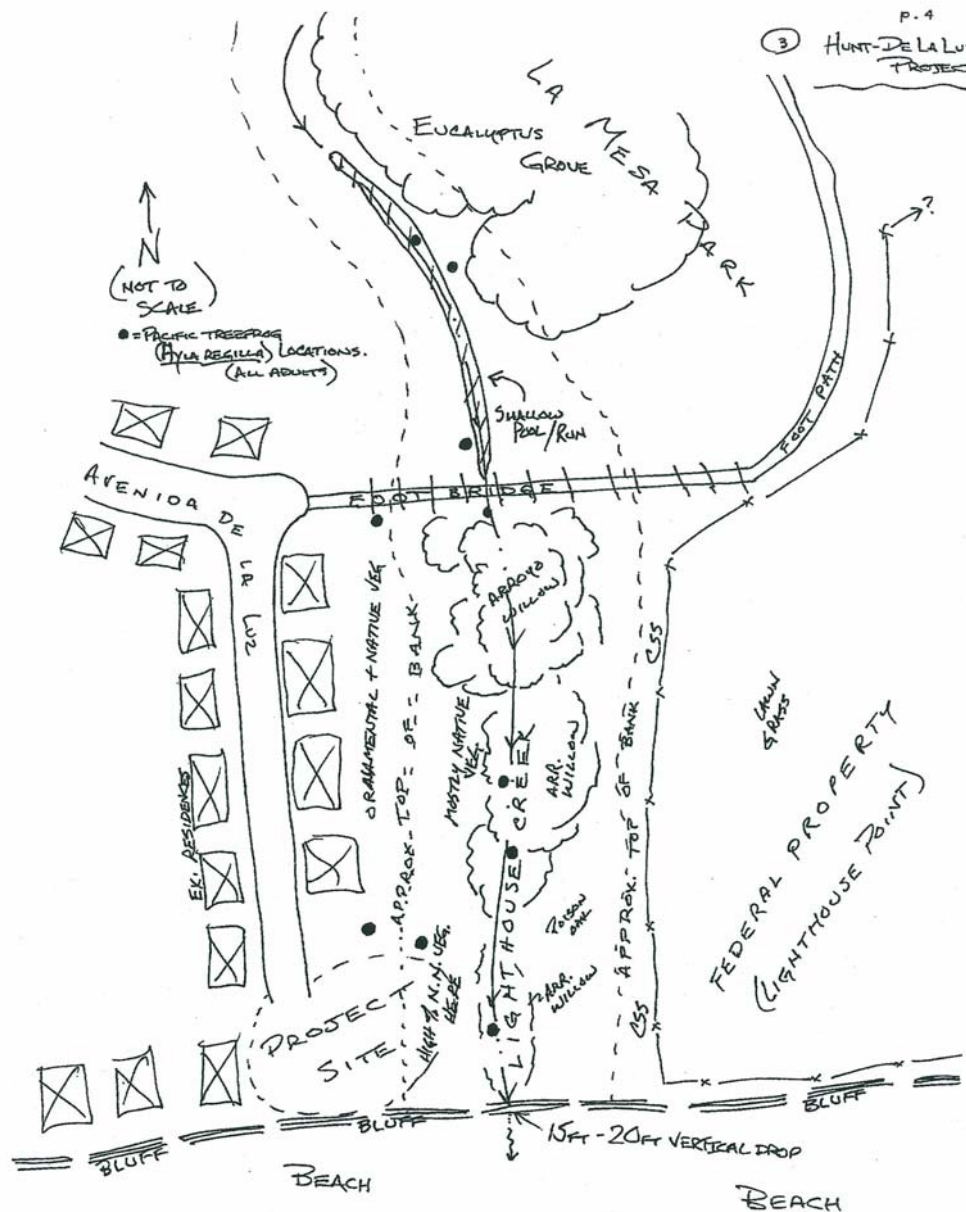 P. 4
3 HUNT-DE LA LU
PROJEC
LA MESA PARK
EUCALYPTUS
GROVE
N
(NOT TO
SCALE)
● = PACIFIC TREEFROG
(HYLA REGILLA) LOCATIONS.
(ALL ADULTS)
?
SHALLOW
POOL/RUN
FOOT PATH
AVENIDA DE LA LUZ
FOOT BRIDGE
ARROYO
WILLOW
ORNAMENTAL + NATIVE VEG
APPROX. TOP OF BANK
MOSTLY NATIVE
VEG.
ARR.
WILLOW
CSS
LAWN
GRASS
EX. RESIDENCES
LIGHTHOUSE CREEK
APPROX. TOP OF BANK
POISON
OAK
FEDERAL PROPERTY
(LIGHTHOUSE POINT)
HIGH % N.N. VEG.
HERE
ARR.
WILLOW
CSS
PROJECT
SITE
BLUFF
BLUFF
BLUFF
15FT - 20FT VERTICAL DROP
BEACH
BEACH